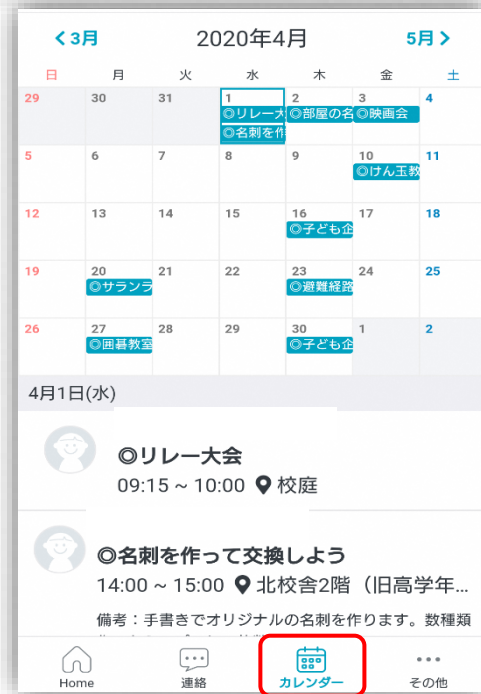 3月 2020年4月 5月
日 月 火 水 木 金 土
29 30 31 1 2 3 4
◎リレー大 ◎部屋の名 ◎映画会
◎名刺を作
5 6 7 8 9 10 11
◎けん玉教
12 13 14 15 16 17 18
◎子ども企
19 20 21 22 23 24 25
◎サランラ ◎避難経路
26 27 28 29 30 1 2
◎囲碁教室 ◎子ども企
4月1日(水)
◎リレー大会
09:15 ~ 10:00 校庭
◎名刺を作って交換しよう
14:00 ~ 15:00 北校舎2階（旧高学年...
備考：手書きでオリジナルの名刺を作ります。数種類
Home 連絡 カレンダー その他